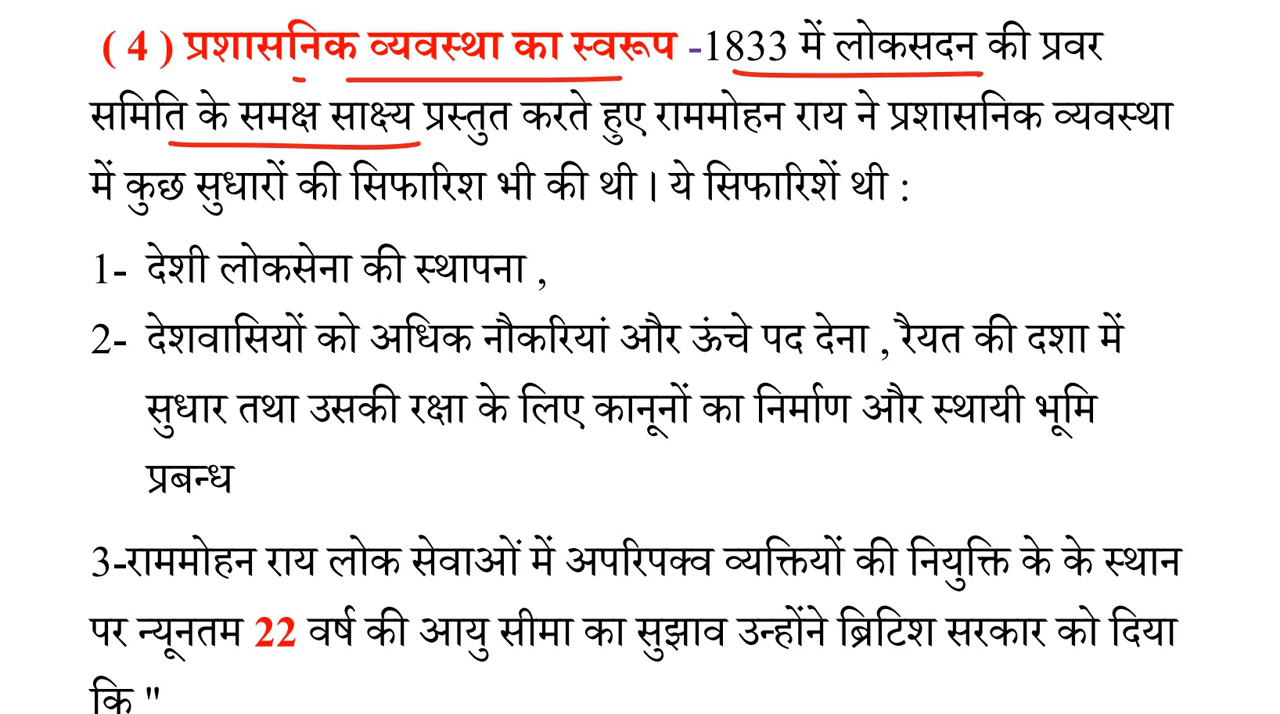 ( 4 ) प्रशासनिक व्यवस्था का स्वरूप -1833 में लोकसदन की प्रवर
समिति के समक्ष साक्ष्य प्रस्तुत करते हुए राममोहन राय ने प्रशासनिक व्यवस्था
में कुछ सुधारों की सिफारिश भी की थी । ये सिफारिशें थी :
1- देशी लोकसेना की स्थापना ,
2- देशवासियों को अधिक नौकरियां और ऊंचे पद देना , रैयत की दशा में
सुधार तथा उसकी रक्षा के लिए कानूनों का निर्माण और स्थायी भूमि
प्रबन्ध
3-राममोहन राय लोक सेवाओं में अपरिपक्व व्यक्तियों की नियुक्ति के के स्थान
पर न्यूनतम 22 वर्ष की आयु सीमा का सुझाव उन्होंने ब्रिटिश सरकार को दिया
कि "